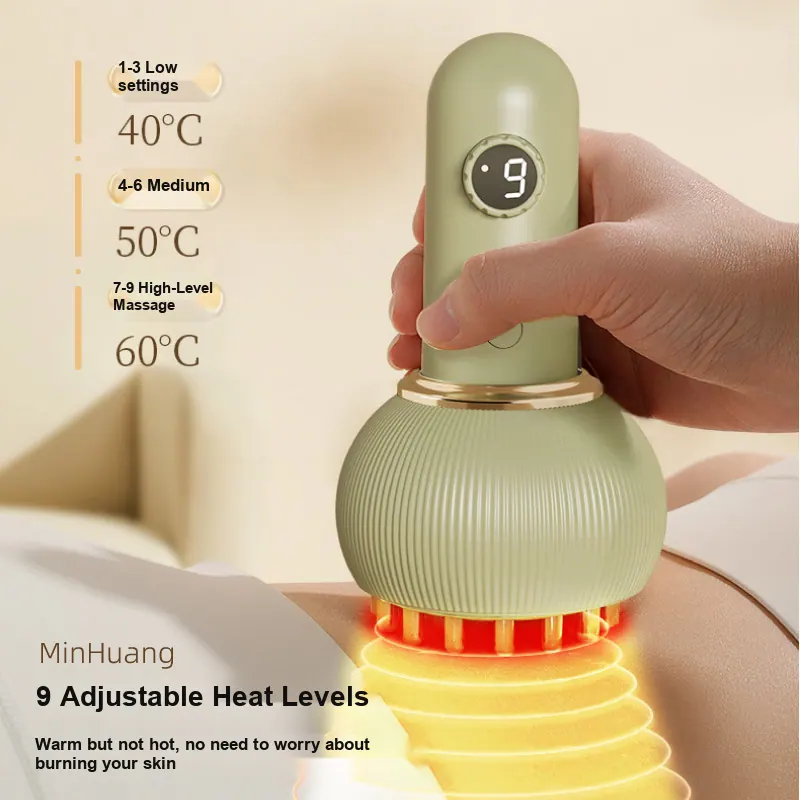 1-3 Low
settings
40°C
4-6 Medium
50°C
7-9 High-Level
Massage
60°C
9
MinHuang
9 Adjustable Heat Levels
Warm but not hot, no need to worry about
burning your skin